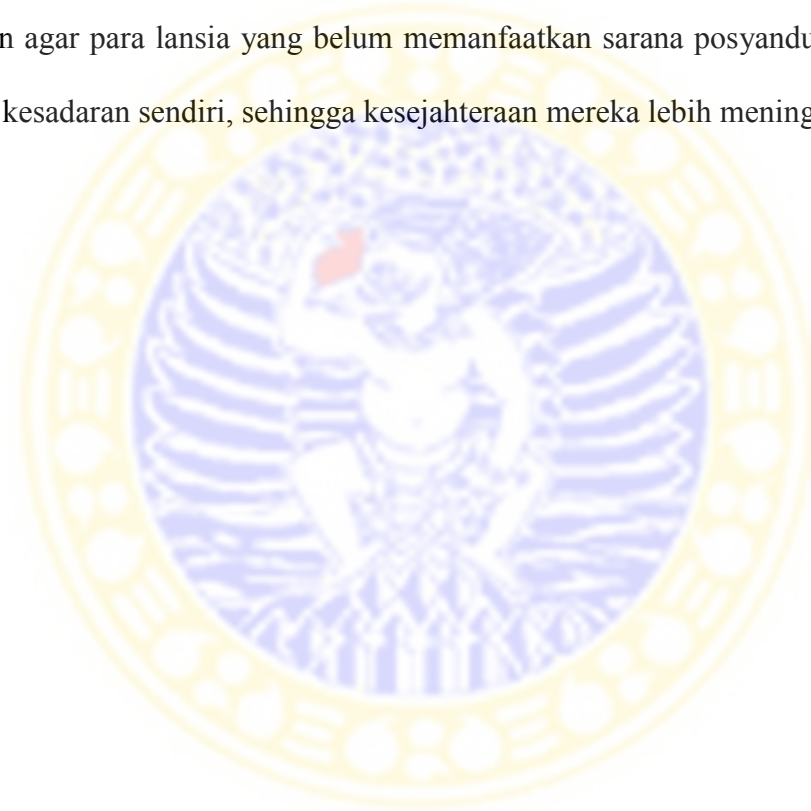 n agar para lansia yang belum memanfaatkan sarana posyandu
kesadaran sendiri, sehingga kesejahteraan mereka lebih mening